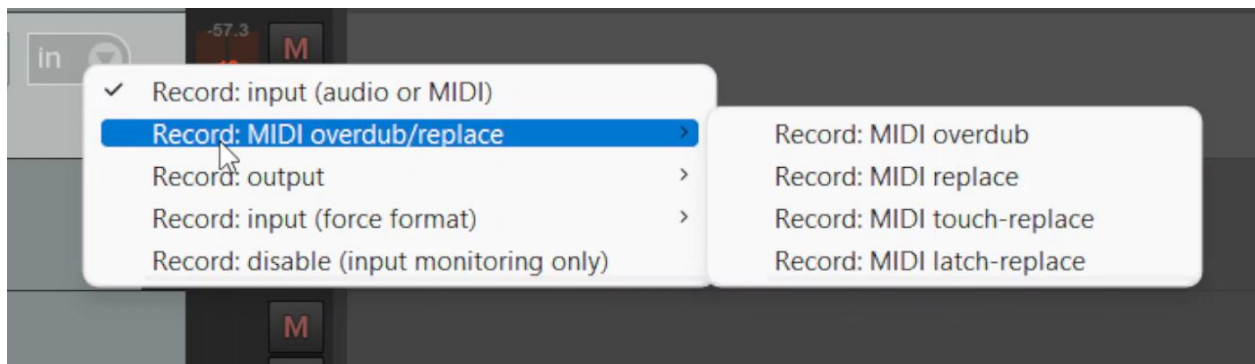 -57.3
in
M
Record: input (audio or MIDI)
Record: MIDI overdub/replace
Record: output
Record: input (force format)
Record: disable (input monitoring only)
Record: MIDI overdub
Record: MIDI replace
Record: MIDI touch-replace
Record: MIDI latch-replace
M